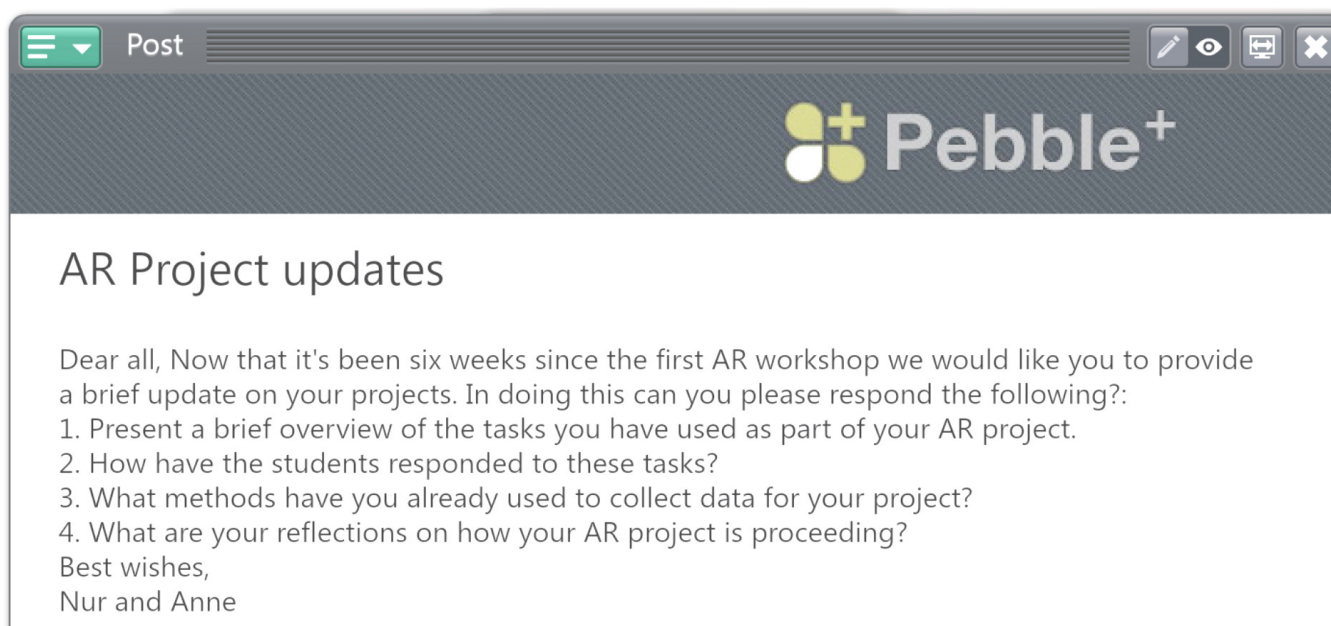 Post
Pebble+
AR Project updates
Dear all, Now that it's been six weeks since the first AR workshop we would like you to provide
a brief update on your projects. In doing this can you please respond the following?:
1. Present a brief overview of the tasks you have used as part of your AR project.
2. How have the students responded to these tasks?
3. What methods have you already used to collect data for your project?
4. What are your reflections on how your AR project is proceeding?
Best wishes,
Nur and Anne